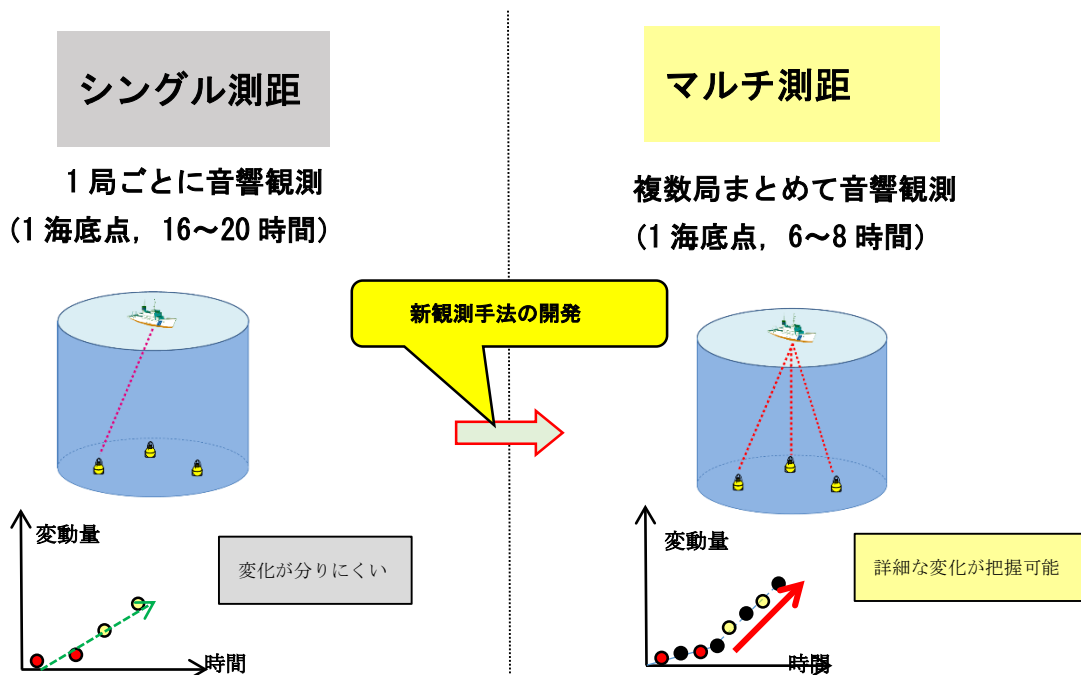 シングル測距
マルチ測距
1局ごとに音響観測
(1海底点, 16～20時間)
複数局まとめて音響観測
(1海底点, 6～8時間)
新観測手法の開発
変動量
変化が分りにくい
時間
変動量
詳細な変化が把握可能
時間